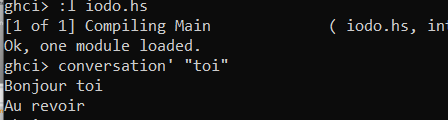 ghci> :l iodo.hs
[1 of 1] Compiling Main ( iodo.hs, in
Ok, one module loaded.
ghci> conversation' "toi"
Bonjour toi
Au revoir